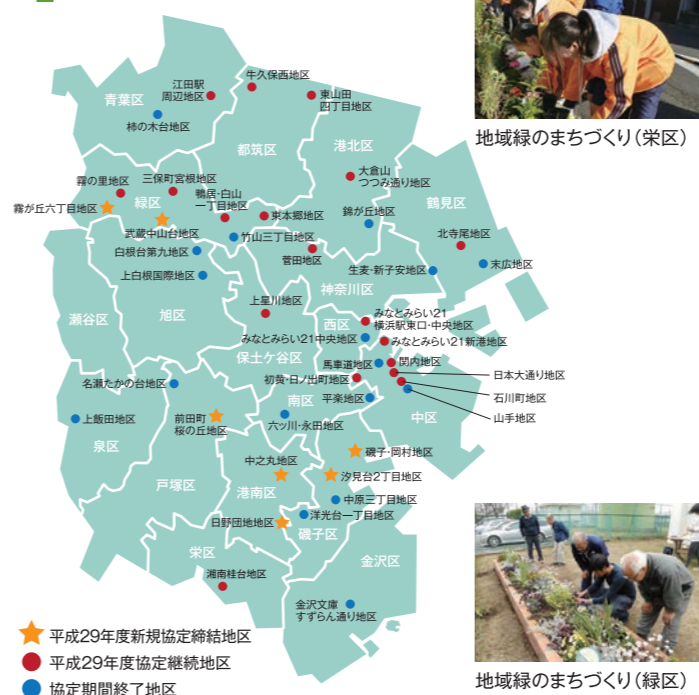 地域緑のまちづくり（栄区）
青葉区
江田駅
周辺地区
牛久保西地区
東山田
四丁目地区
柿の木台地区
都筑区
港北区
大倉山
つつみ通り地区
鶴見区
霧の里地区
三保町宮根地区
緑区
鴨居・白山
一丁目地区
東本郷地区
錦が丘地区
霧が丘六丁目地区
武蔵中山台地区
竹山三丁目地区
菅田地区
北寺尾地区
白根台第九地区
生麦・新子安地区
末広地区
上白根国際地区
神奈川区
瀬谷区
旭区
上星川地区
西区
みなとみらい21
横浜駅東口・中央地区
みなとみらい21中央地区
みなとみらい21新港地区
保土ケ谷区
馬車道地区
関内地区
初黄・日ノ出町地区
日本大通り地区
名瀬たかの台地区
南区
平楽地区
石川町地区
中区
山手地区
上飯田地区
前田町
桜の丘地区
六ッ川・永田地区
泉区
磯子・岡村地区
中之丸地区
汐見台2丁目地区
戸塚区
港南区
中原三丁目地区
日野団地地区
洋光台一丁目地区
磯子区
栄区
金沢区
湘南桂台地区
金沢文庫
すずらん通り地区
平成29年度新規協定締結地区
平成29年度協定継続地区
協定期間終了地区
地域緑のまちづくり（緑区）